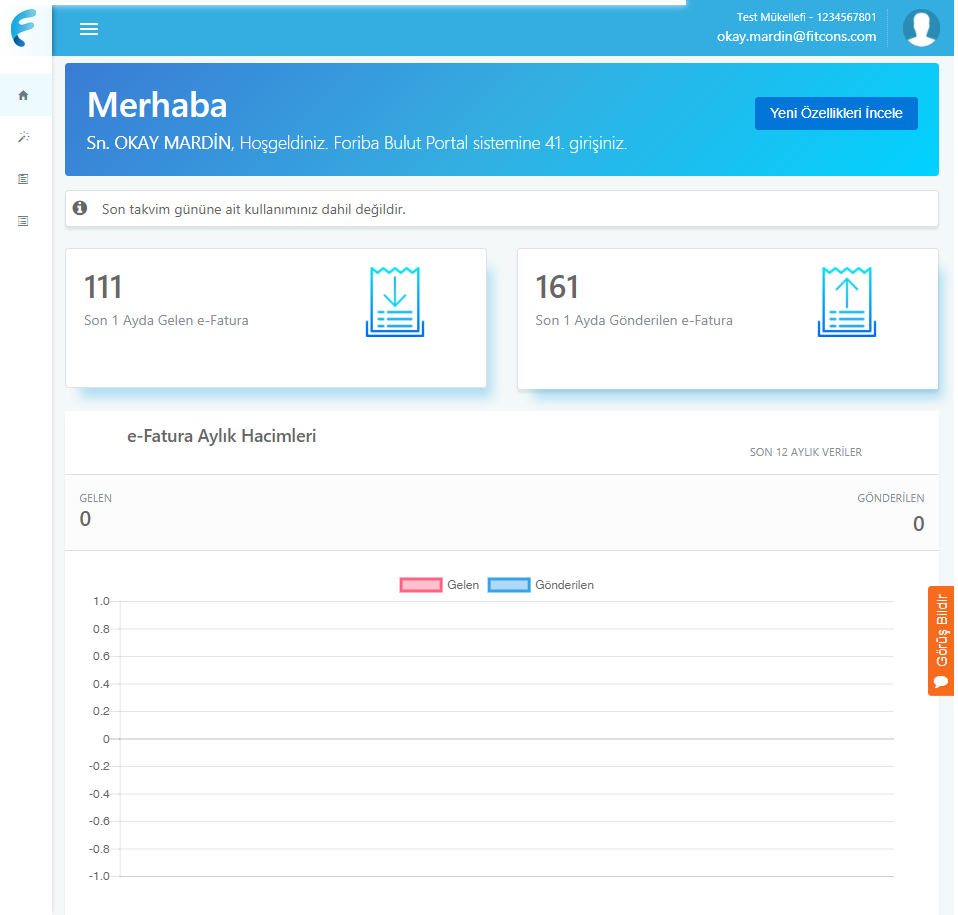 Test Mükellefi - 1234567801
okay.mardin@fitcons.com
Merhaba
Sn. OKAY MARDİN, Hoşgeldiniz. Foriba Bulut Portal sistemine 41. girişiniz.
Yeni Özellikleri İncele
Son takvim gününe ait kullanımınız dahil değildir.
111
Son 1 Ayda Gelen e-Fatura
161
Son 1 Ayda Gönderilen e-Fatura
e-Fatura Aylık Hacimleri
SON 12 AYLIK VERİLER
GELEN
0
GÖNDERİLEN
0
Gelen
Gönderilen
1.0
0.8
0.6
0.4
0.2
0
-0.2
-0.4
-0.6
-0.8
-1.0
Görüş Bildir